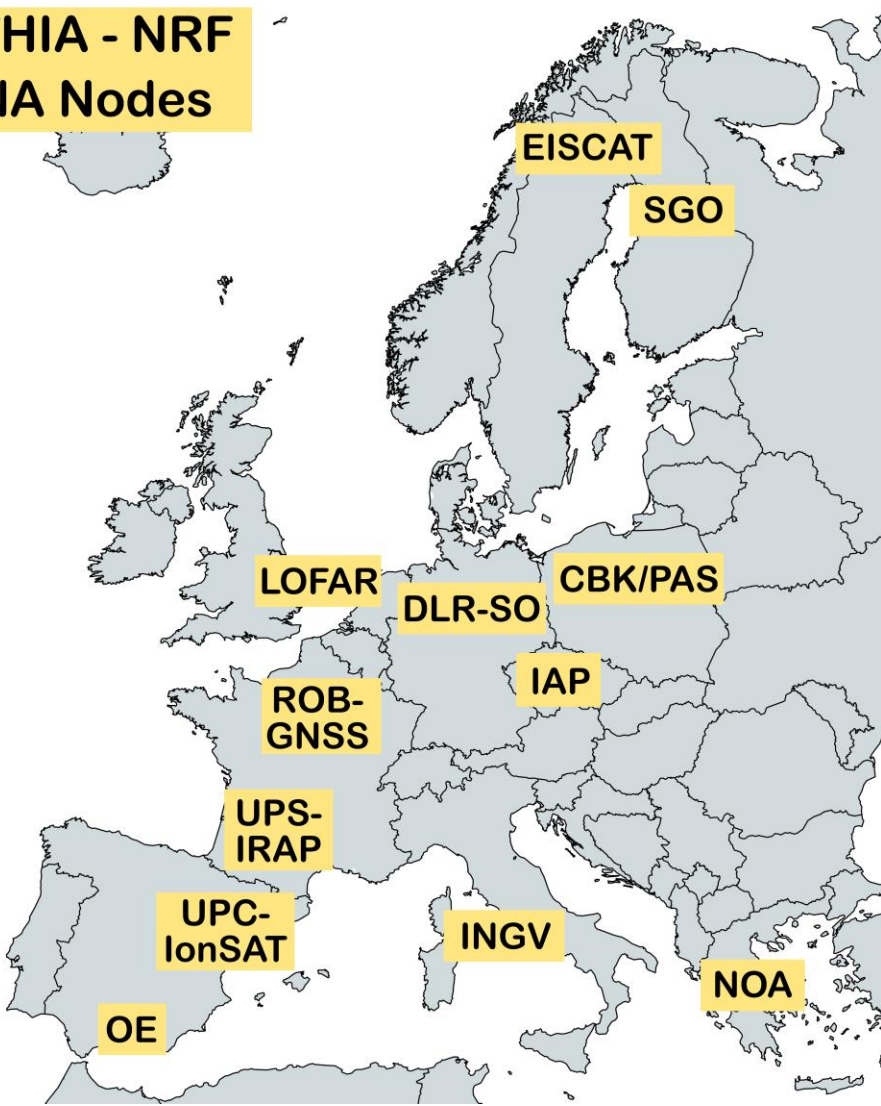 HIA - NRF
NA Nodes
EISCAT
SGO
LOFAR
DLR-SO
CBK/PAS
IAP
ROB-
GNSS
UPS-
IRAP
UPC-
IonSAT
INGV
NOA
OE